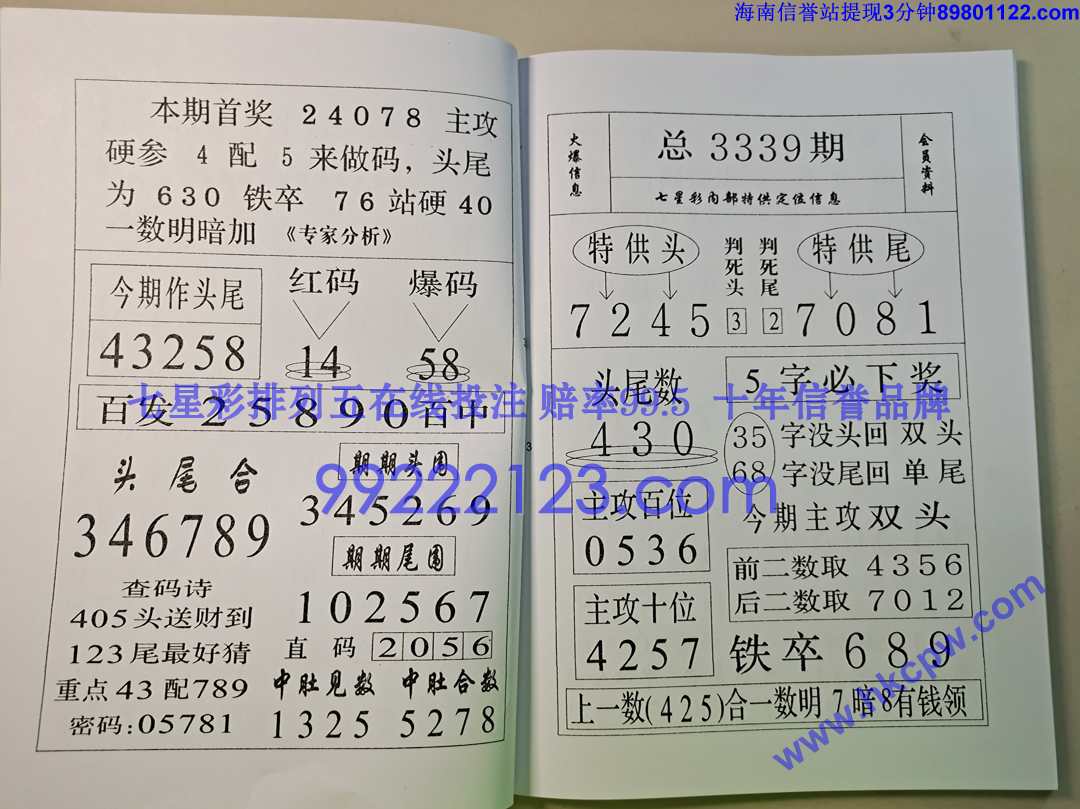 海南信誉站提现3分钟89801122.com
本期首奖 24078 主攻
硬参 4 配 5 来做码，头尾
为 630 铁卒 76站硬40
一数明暗加 《专家分析》
今期作头尾
43258
红码 爆码
14 58
百发 25890 百中
头尾合
346789
期期头围
345269
期期尾围
102567
查码诗
405头送财到
123尾最好猜
重点43配789
密码:05781
直码 2056
中肚见数 中肚合数
1325 5278
火爆信息
总 3339期
七星彩内部特供定位信息
会员资料
特供头
7245
判死头
3
判死尾
2
特供尾
7081
头尾数
430
5字必下奖
35 字没头回双头
68 字没尾回单尾
今期主攻双头
主攻百位
0536
前二数取 4356
后二数取 7012
主攻十位
4257
铁卒689
上一数(425)合一数明7暗8有钱领
七星彩排列五在线投注 赔率99.5 十年信誉品牌
99222123.com
www.hkcpw.com
3